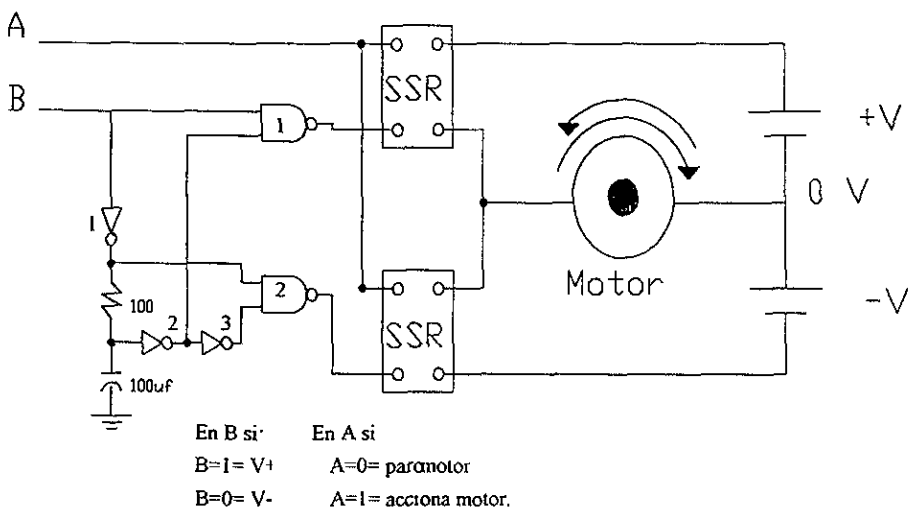 A
B
SSR
+V
1
0 V
1
2
Motor
100
2
3
SSR
-V
100uf
En B si· En A si
B=1= V+ A=0= paramotor
B=0= V- A=1= acciona motor.